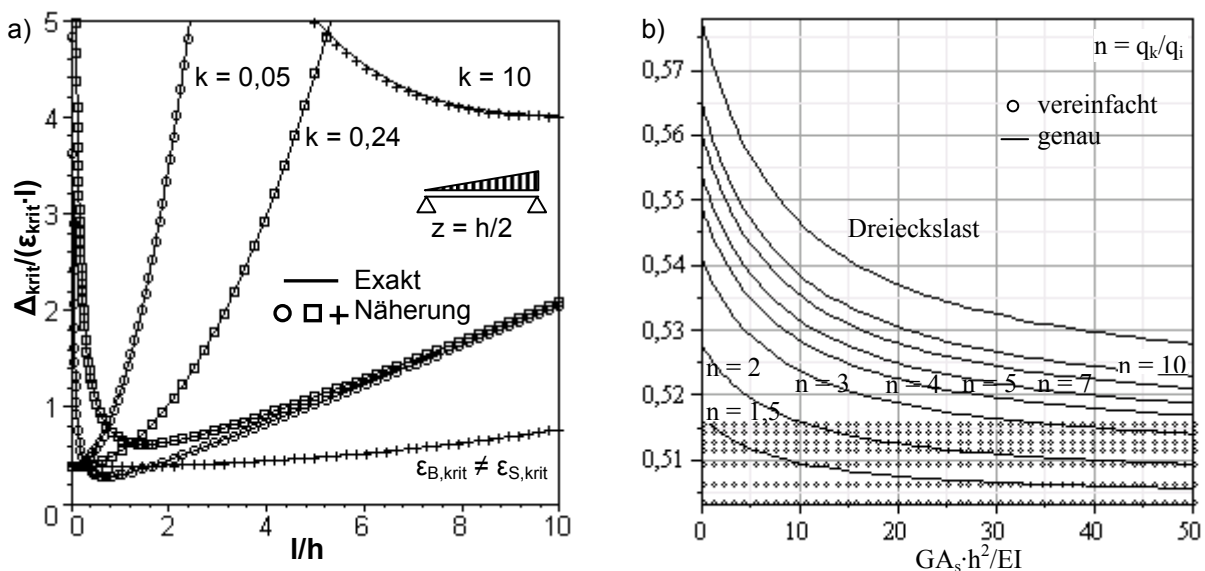 a)
5
4
3
2
1
0
Δkrit/(εkrit·l)
k = 0,05
k = 0,24
k = 10
z = h/2
Exakt
Näherung
εB,krit ≠ εS,krit
0
2
4
6
8
10
l/h
b)
n = qk/qi
vereinfacht
genau
Dreieckslast
0,57
0,56
0,55
0,54
0,53
0,52
0,51
n = 1,5
n = 2
n = 3
n = 4
n = 5
n = 7
n = 10
0
10
20
30
40
50
GAs·h²/EI